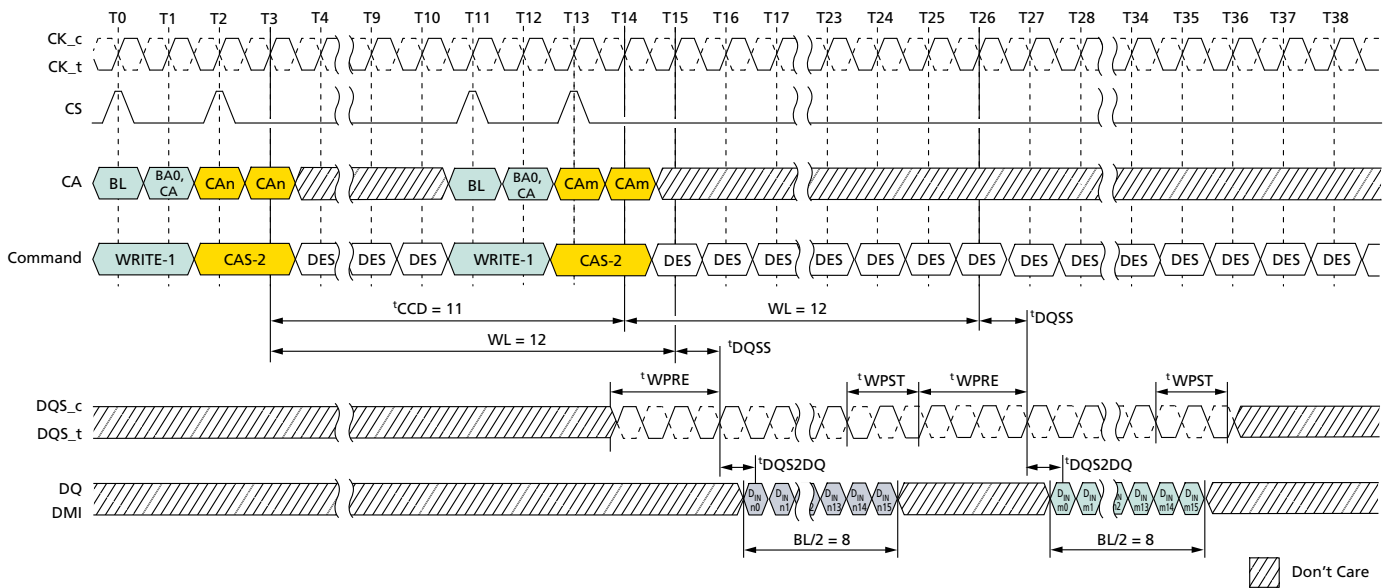 T0 T1 T2 T3 T4 T9 T10 T11 T12 T13 T14 T15 T16 T17 T23 T24 T25 T26 T27 T28 T34 T35 T36 T37 T38
CK_c
CK_t
CS
CA BL BA0, CA CAn CAn BL BA0, CA CAm CAm
Command WRITE-1 CAS-2 DES DES DES WRITE-1 CAS-2 DES DES DES DES DES DES DES DES DES DES DES DES DES DES
tCCD = 11 WL = 12 tDQSS
WL = 12 tDQSS
tWPRE tWPST tWPRE tWPST
DQS_c
DQS_t
tDQS2DQ tDQS2DQ
DQ
DMI
DIN n0 DIN n1 DIN n13 DIN n14 DIN n15 DIN m0 DIN m1 DIN m13 DIN m14 DIN m15
BL/2 = 8 BL/2 = 8
Don't Care